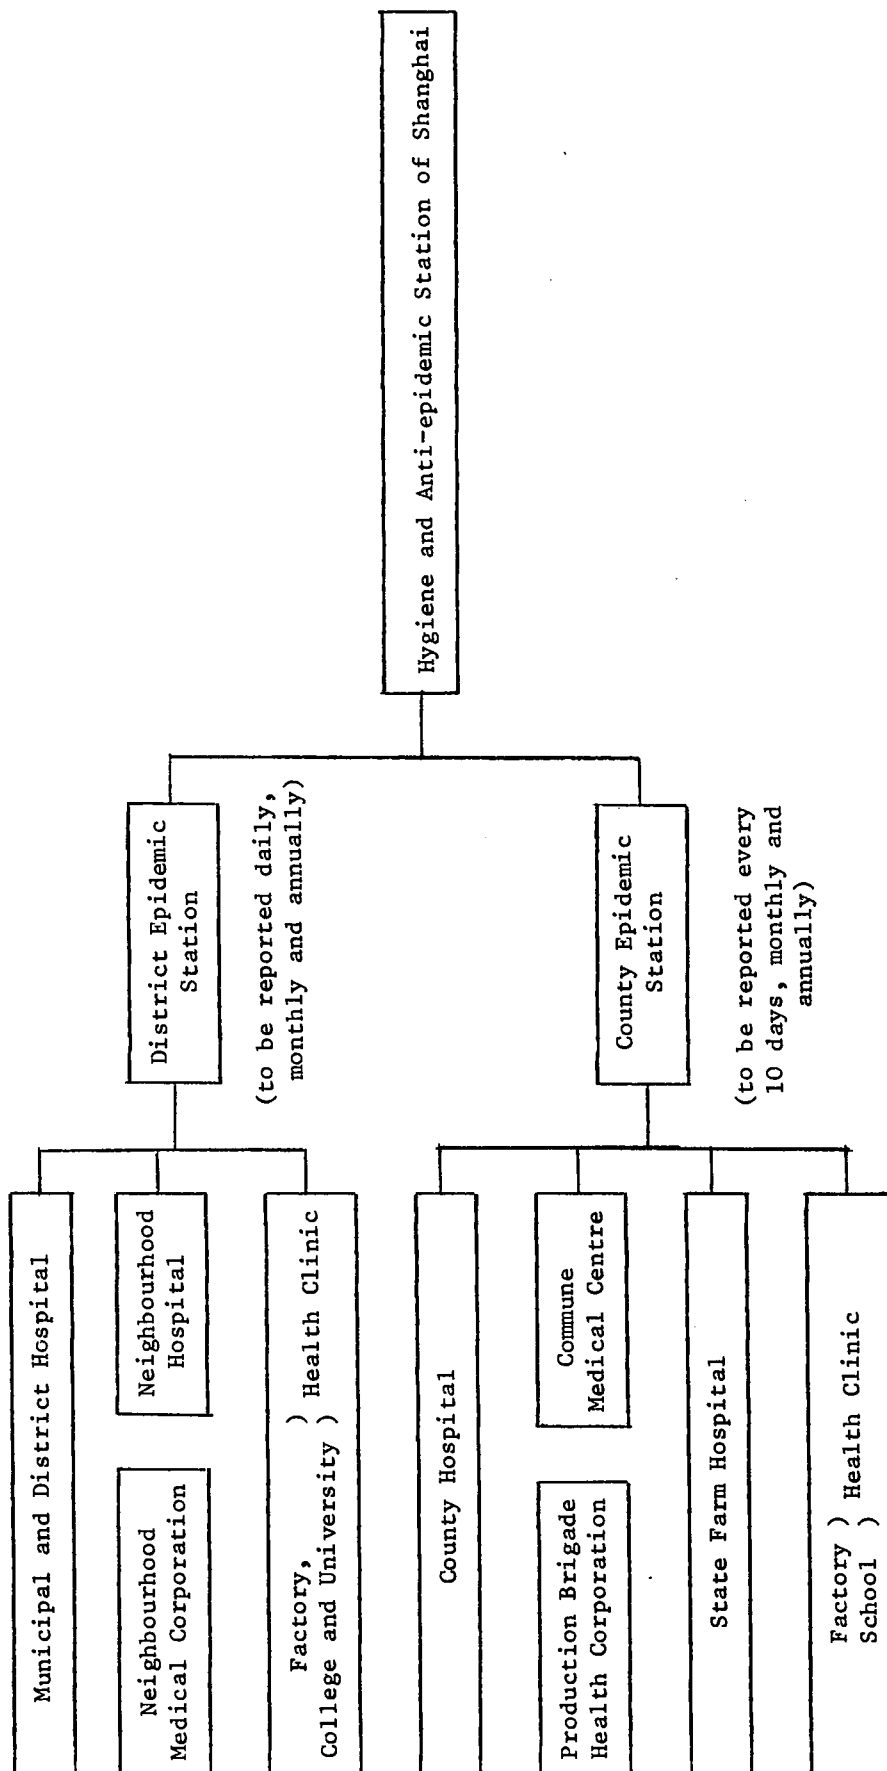 Municipal and District Hospital
Neighbourhood
Medical Corporation
Neighbourhood
Hospital
Factory,
College and University
)
)
Health Clinic
County Hospital
Production Brigade
Health Corporation
Commune
Medical Centre
State Farm Hospital
Factory )
School )
Health Clinic
District Epidemic
Station
(to be reported daily,
monthly and annually)
County Epidemic
Station
(to be reported every
10 days, monthly and
annually)
Hygiene and Anti-epidemic Station of Shanghai